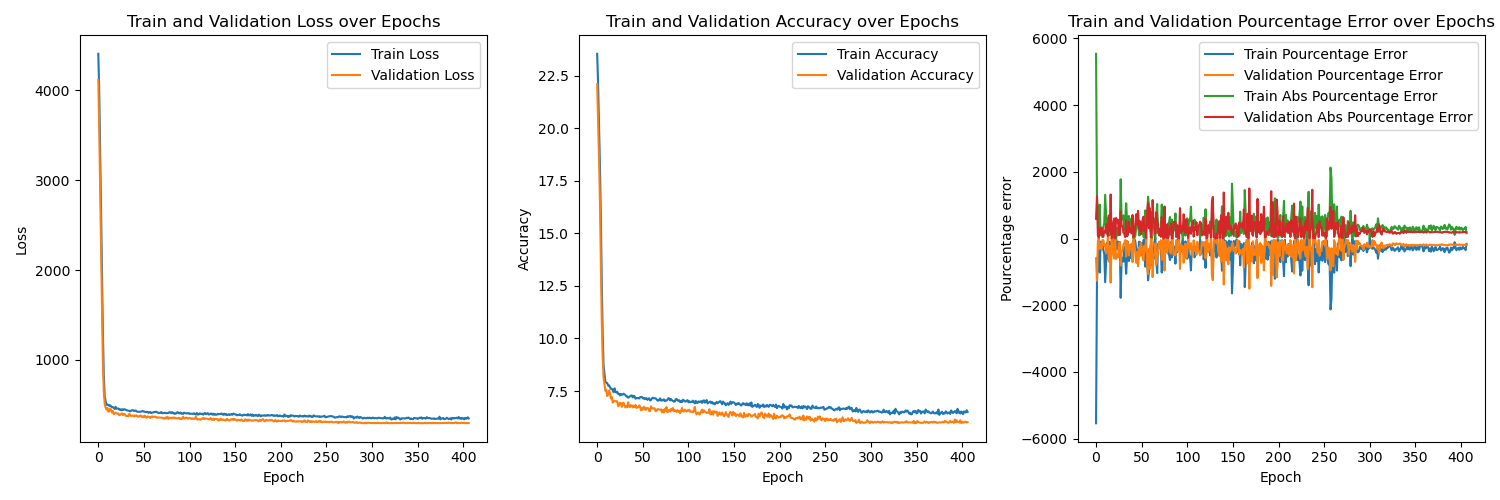 Train and Validation Loss over Epochs
Train Loss
Validation Loss
Loss
4000
3000
2000
1000
0
50
100
150
200
250
300
350
400
Epoch
Train and Validation Accuracy over Epochs
Train Accuracy
Validation Accuracy
Accuracy
22.5
20.0
17.5
15.0
12.5
10.0
7.5
0
50
100
150
200
250
300
350
400
Epoch
Train and Validation Pourcentage Error over Epochs
Train Pourcentage Error
Validation Pourcentage Error
Train Abs Pourcentage Error
Validation Abs Pourcentage Error
Pourcentage error
6000
4000
2000
0
−2000
−4000
−6000
0
50
100
150
200
250
300
350
400
Epoch